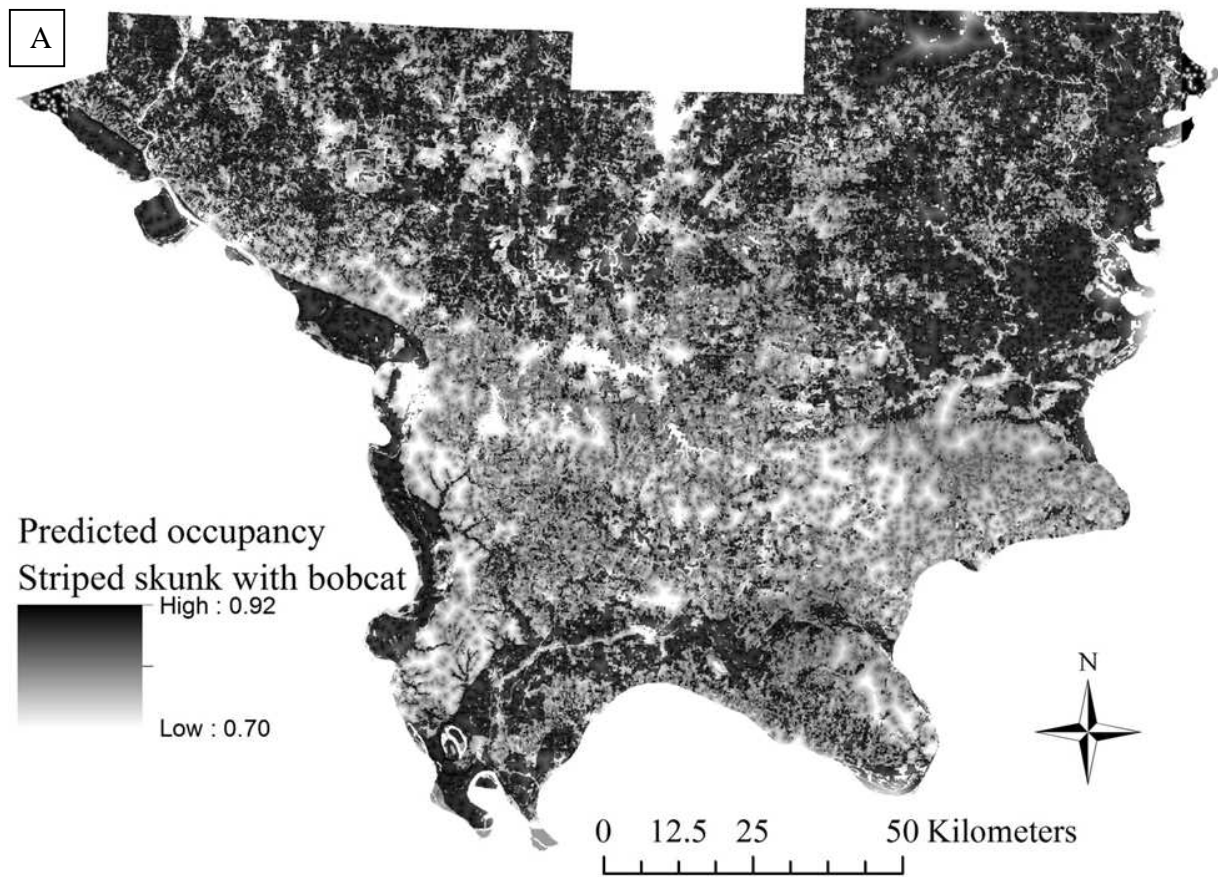 A
Predicted occupancy
Striped skunk with bobcat
High : 0.92
Low : 0.70
N
0 12.5 25 50 Kilometers